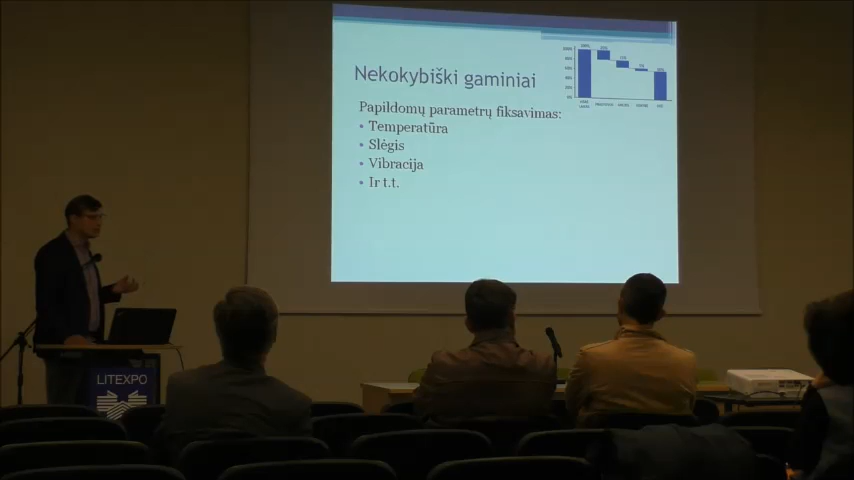 Nekokybiški gaminiai
Papildomų parametrų fiksavimas:
• Temperatūra
• Slėgis
• Vibracija
• Ir t.t.
LITEXPO